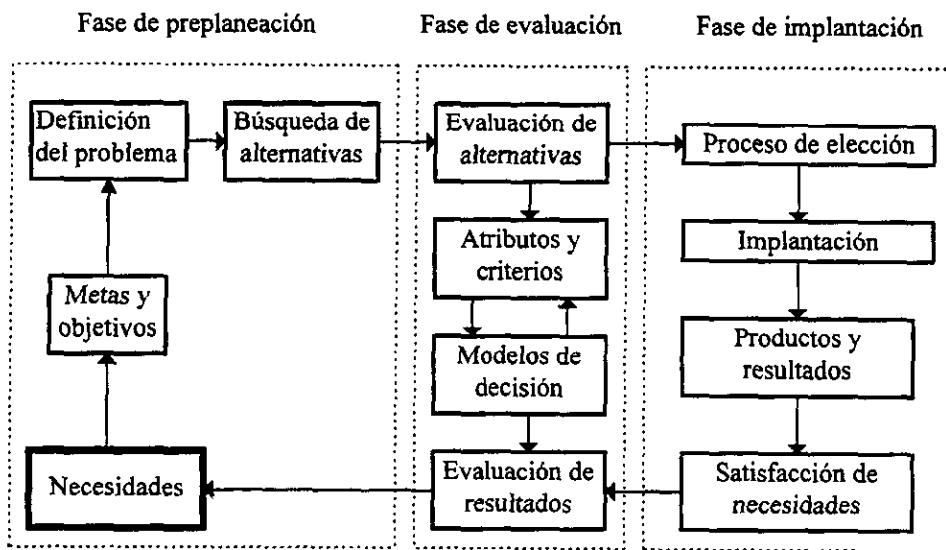 Fase de preplaneación
Fase de evaluación
Fase de implantación
Definición
del problema
Búsqueda de
alternativas
Evaluación de
alternativas
Proceso de elección
Atributos y
criterios
Implantación
Metas y
objetivos
Modelos de
decisión
Productos y
resultados
Necesidades
Evaluación de
resultados
Satisfacción de
necesidades